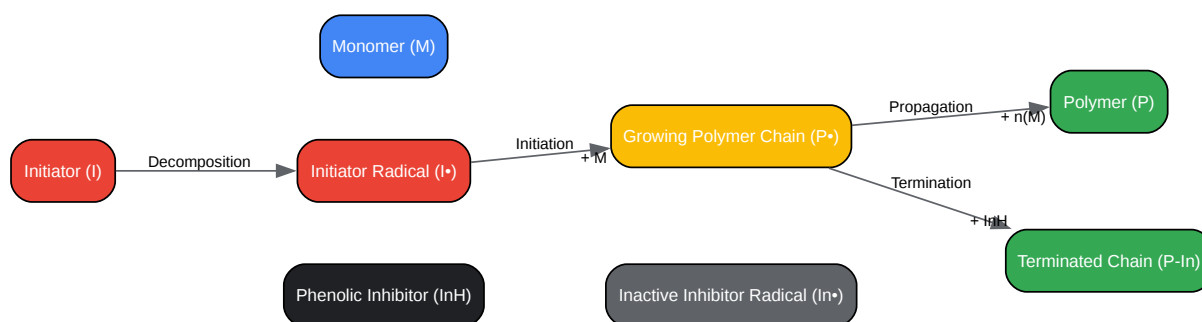 Monomer (M)
Polymer (P)
Propagation
+ n(M)
Growing Polymer Chain (P•)
Initiation
+ M
Decomposition
Initiator (I)
Initiator Radical (I•)
Termination
+ InH
Terminated Chain (P-In)
Phenolic Inhibitor (InH)
Inactive Inhibitor Radical (In•)